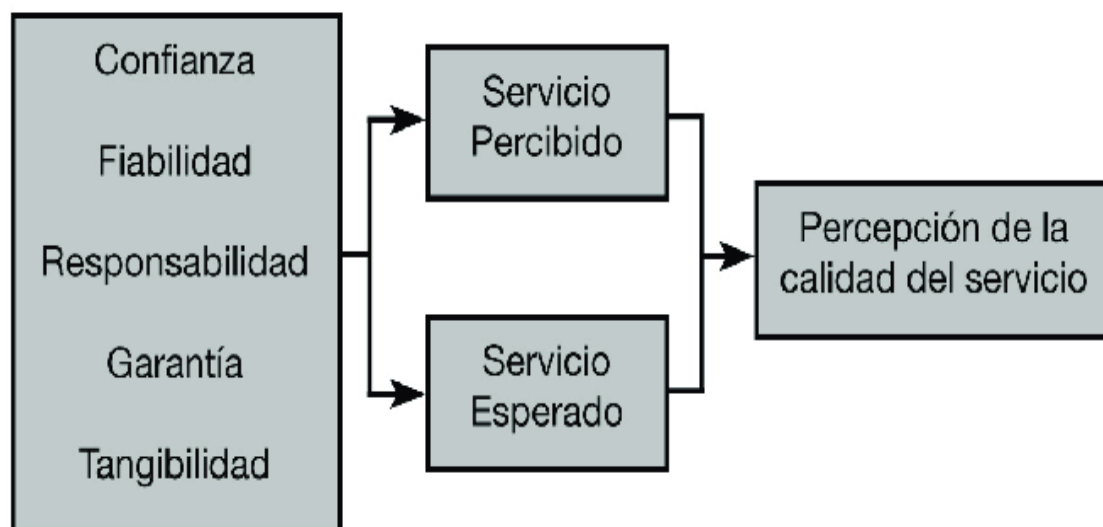 Confianza
Fiabilidad
Responsabilidad
Garantía
Tangibilidad
Servicio
Percibido
Servicio
Esperado
Percepción de la
calidad del servicio